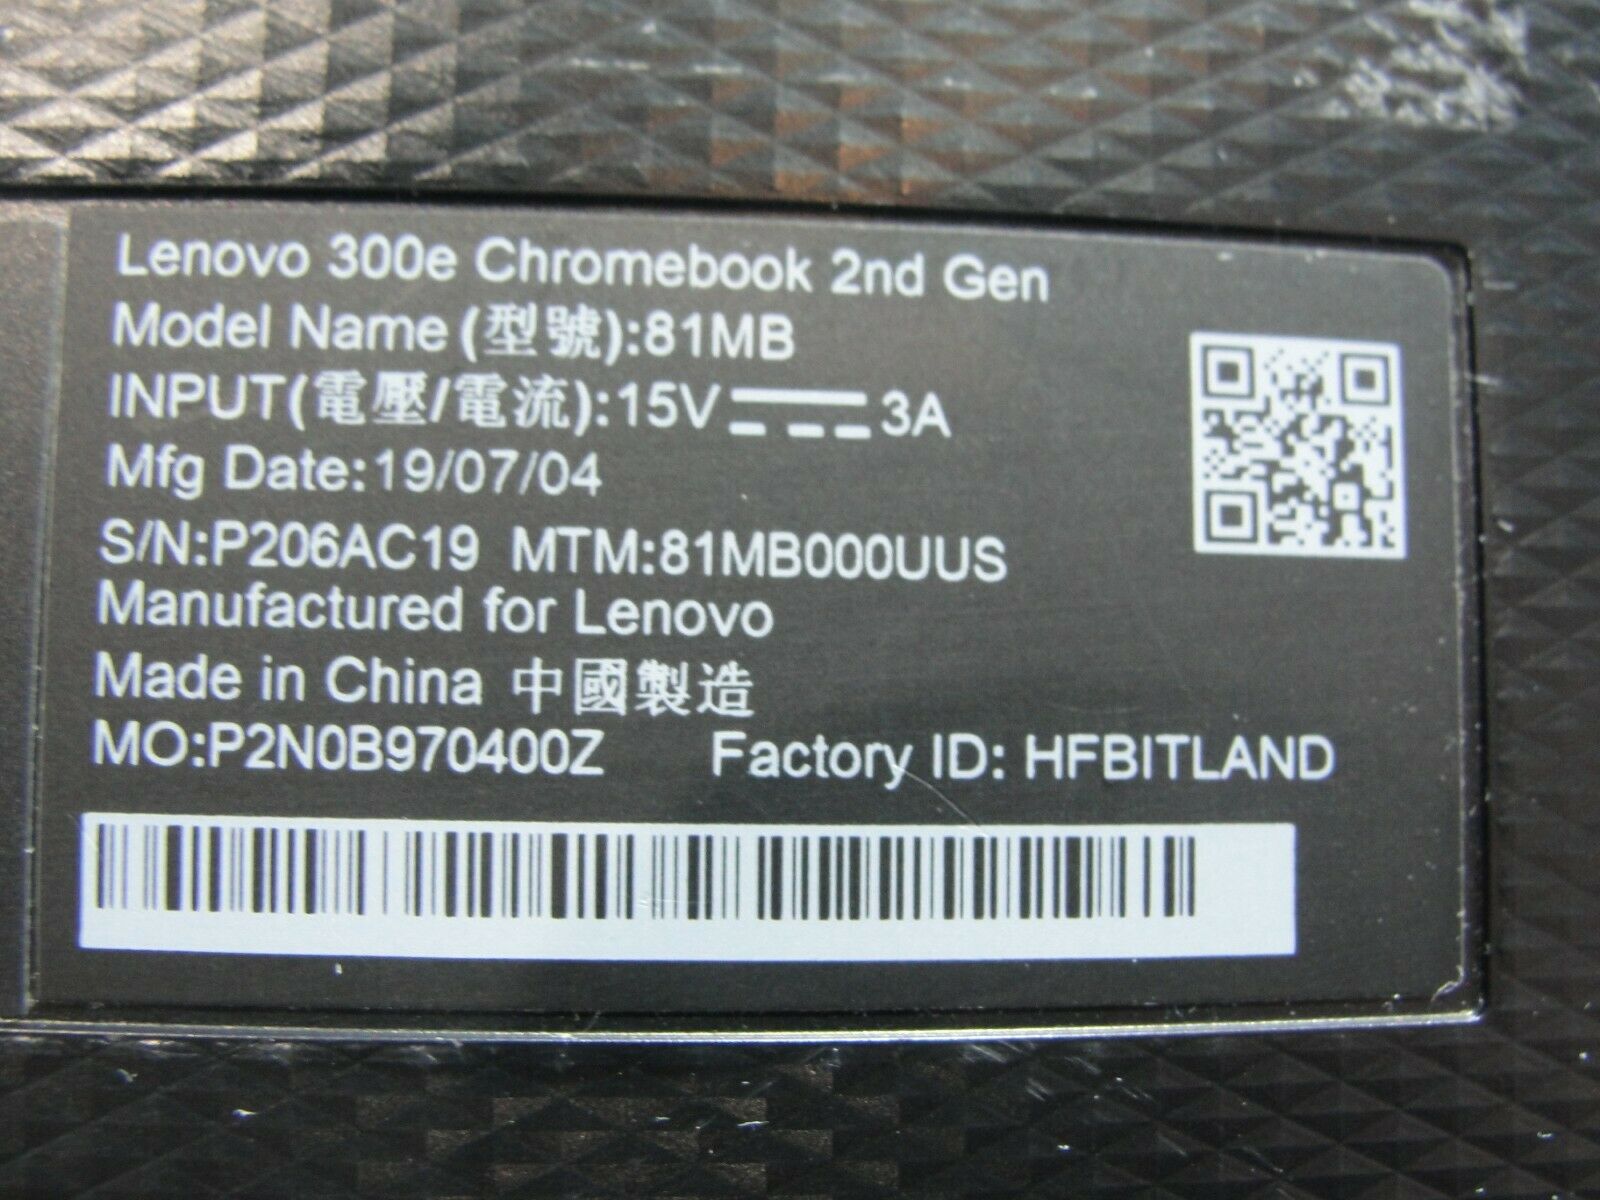 Lenovo 300e Chromebook 2nd Gen
Model Name (型號):81MB
INPUT(電壓/電流):15V⎓3A
Mfg Date:19/07/04
S/N:P206AC19 MTM:81MB000UUS
Manufactured for Lenovo
Made in China 中國製造
MO:P2N0B970400Z Factory ID: HFBITLAND